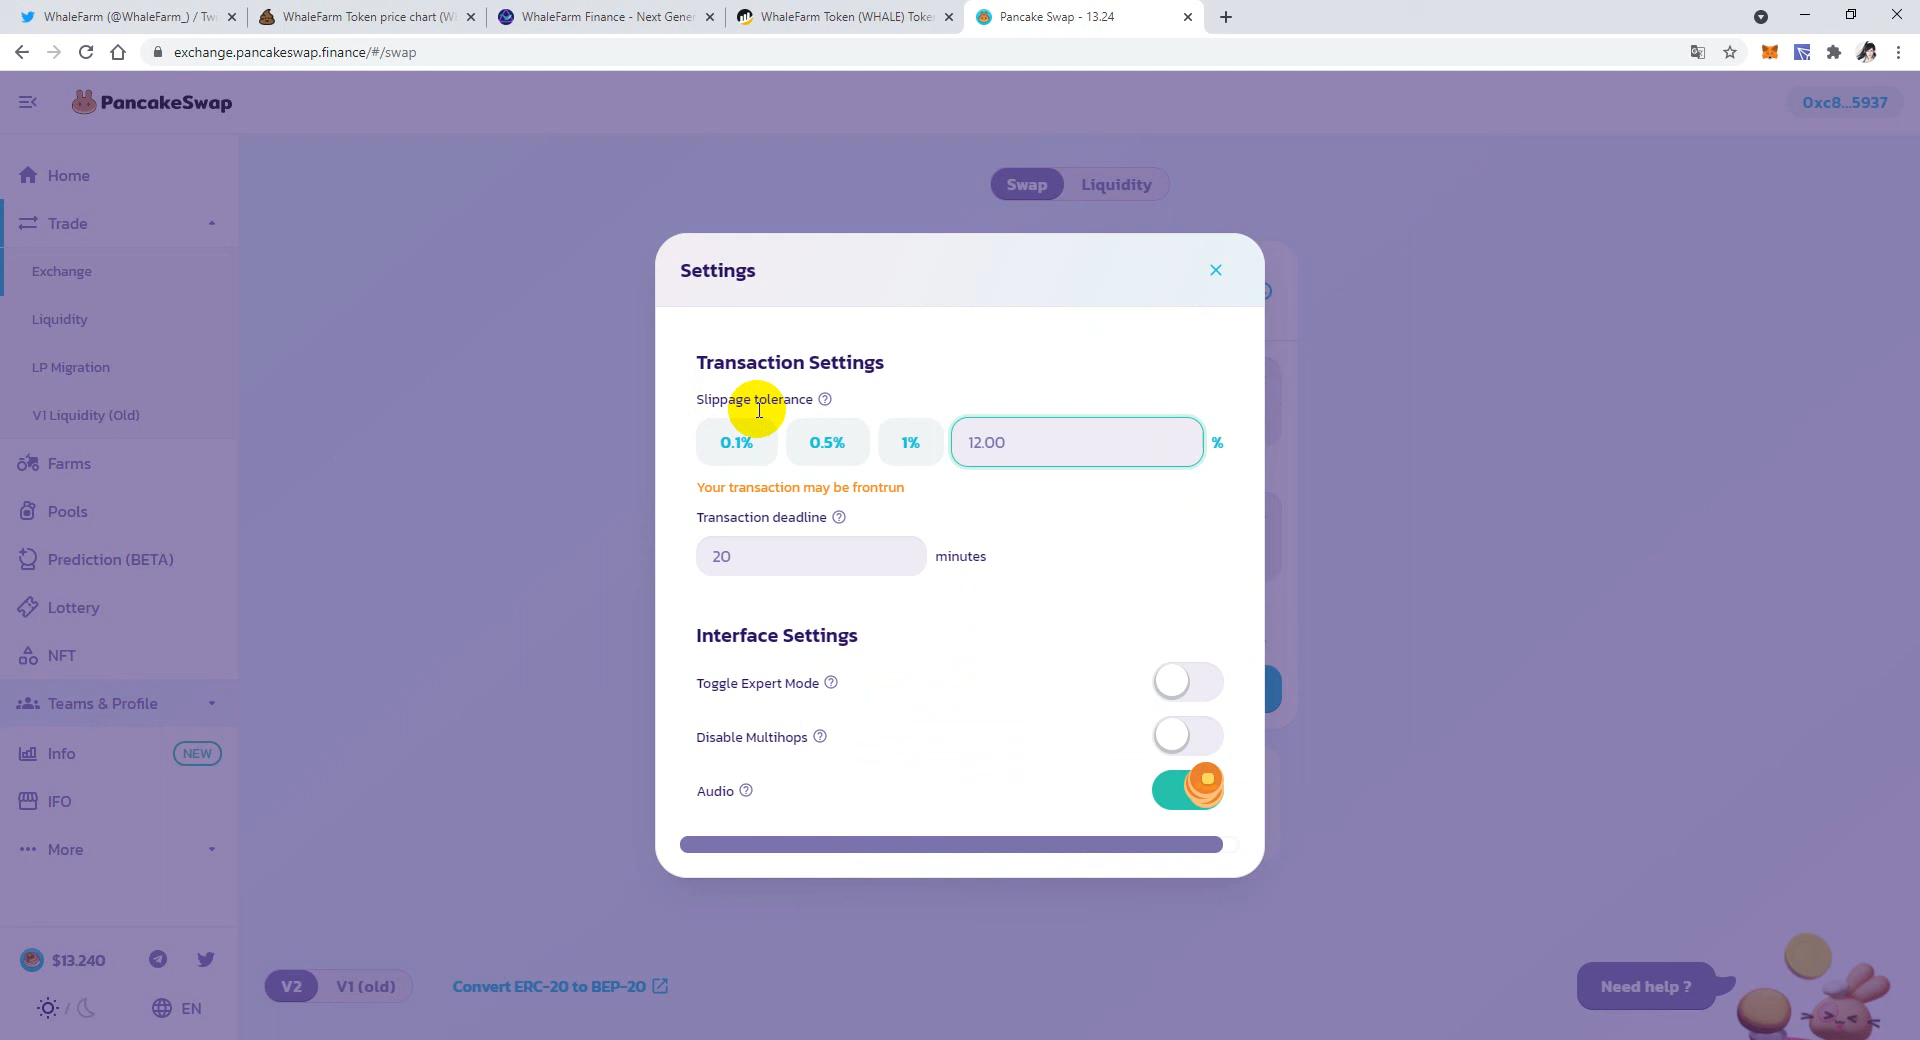 WhaleFarm (@WhaleFarm_) / Tw
WhaleFarm Token price chart (W
WhaleFarm Finance - Next Gene
WhaleFarm Token (WHALE) Toke
Pancake Swap - 13.24
exchange.pancakeswap.finance/#/swap
PancakeSwap
0xc8...5937
Home
Trade
Exchange
Liquidity
LP Migration
V1 Liquidity (Old)
Farms
Pools
Prediction (BETA)
Lottery
NFT
Teams & Profile
Info
NEW
IFO
More
$13.240
EN
Swap
Liquidity
Settings
Transaction Settings
Slippage tolerance
0.1%
0.5%
1%
12.00
%
Your transaction may be frontrun
Transaction deadline
20
minutes
Interface Settings
Toggle Expert Mode
Disable Multihops
Audio
V2
V1 (old)
Convert ERC-20 to BEP-20
Need help ?